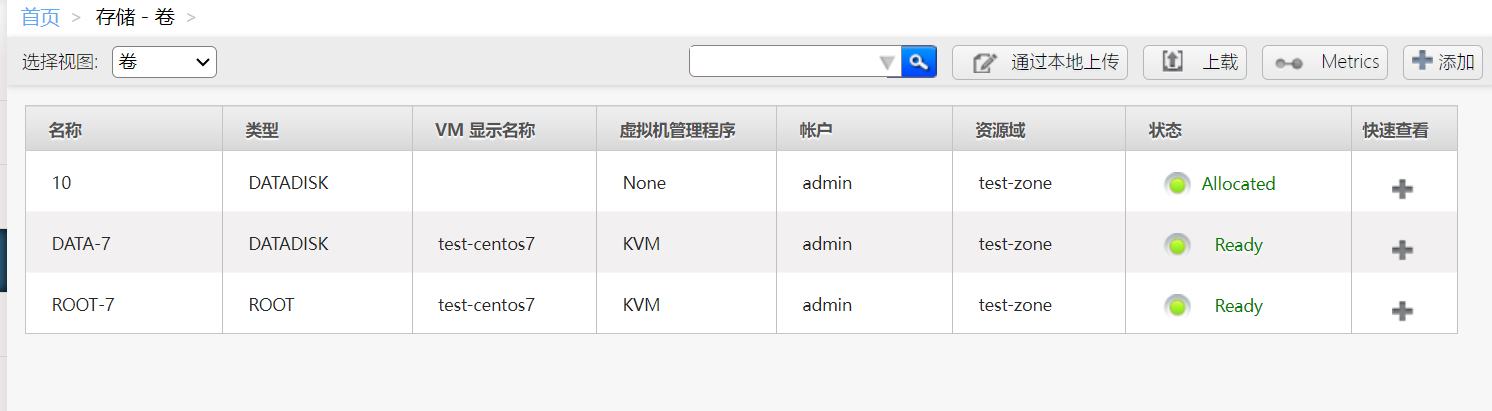 首页 > 存储 - 卷 >
选择视图: 卷 通过本地上传 上载 Metrics 添加
名称 类型 VM 显示名称 虚拟机管理程序 帐户 资源域 状态 快速查看
10 DATADISK None admin test-zone Allocated
DATA-7 DATADISK test-centos7 KVM admin test-zone Ready
ROOT-7 ROOT test-centos7 KVM admin test-zone Ready